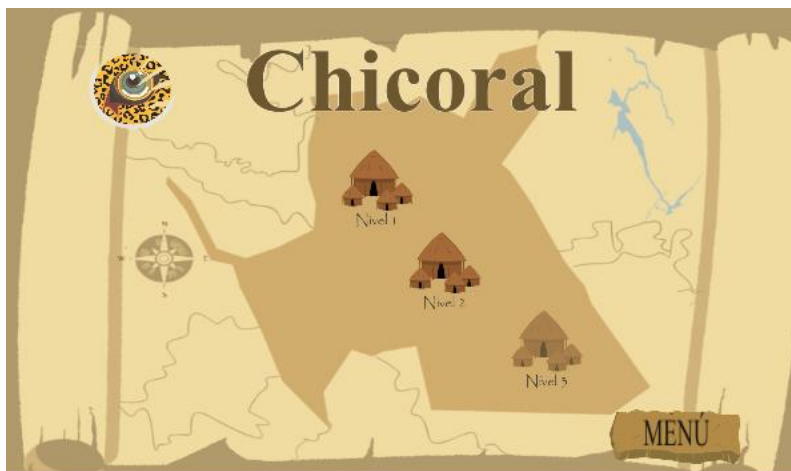 Chicoral
Nivel 1
Nivel 2
Nivel 3
N
W
E
S
MENÚ